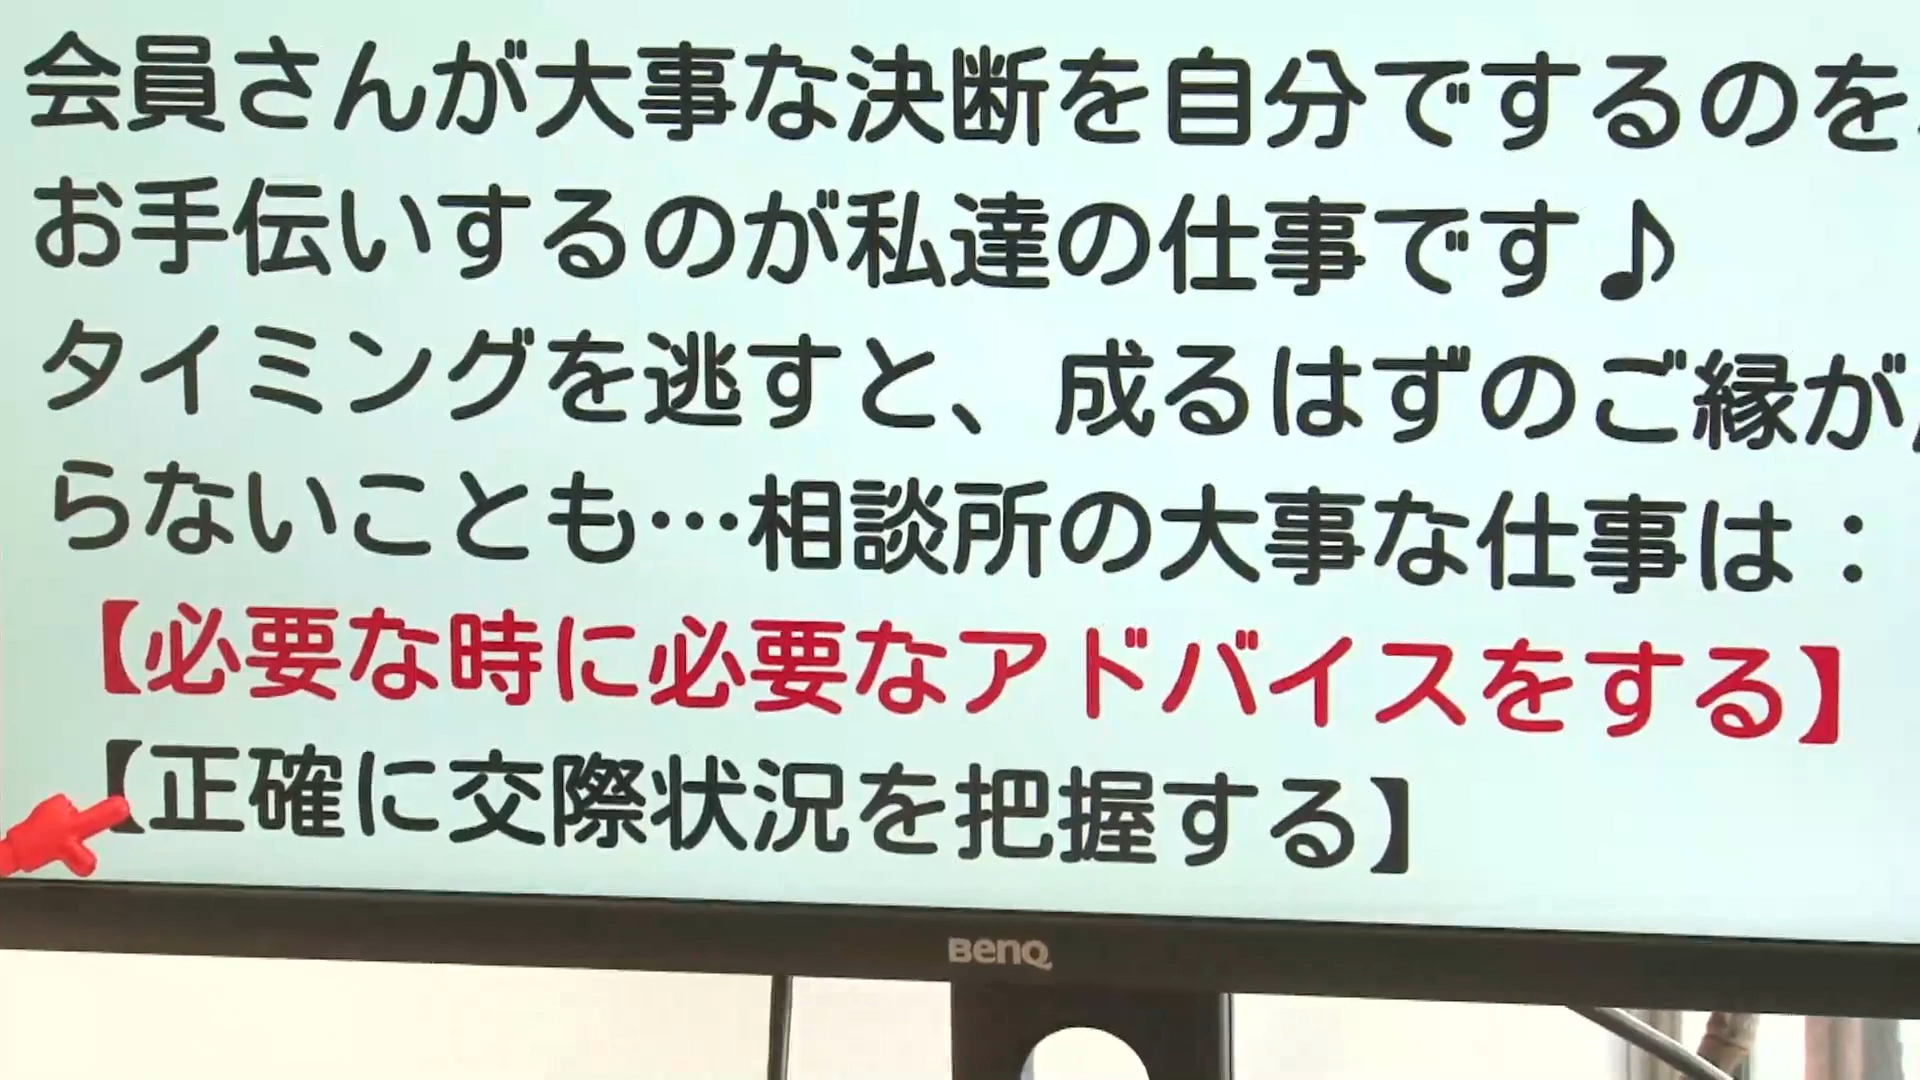 会員さんが大事な決断を自分でするのを
お手伝いするのが私達の仕事です♪
タイミングを逃すと、成るはずのご縁が
らないことも…相談所の大事な仕事は：
【必要な時に必要なアドバイスをする】
【正確に交際状況を把握する】
BenQ